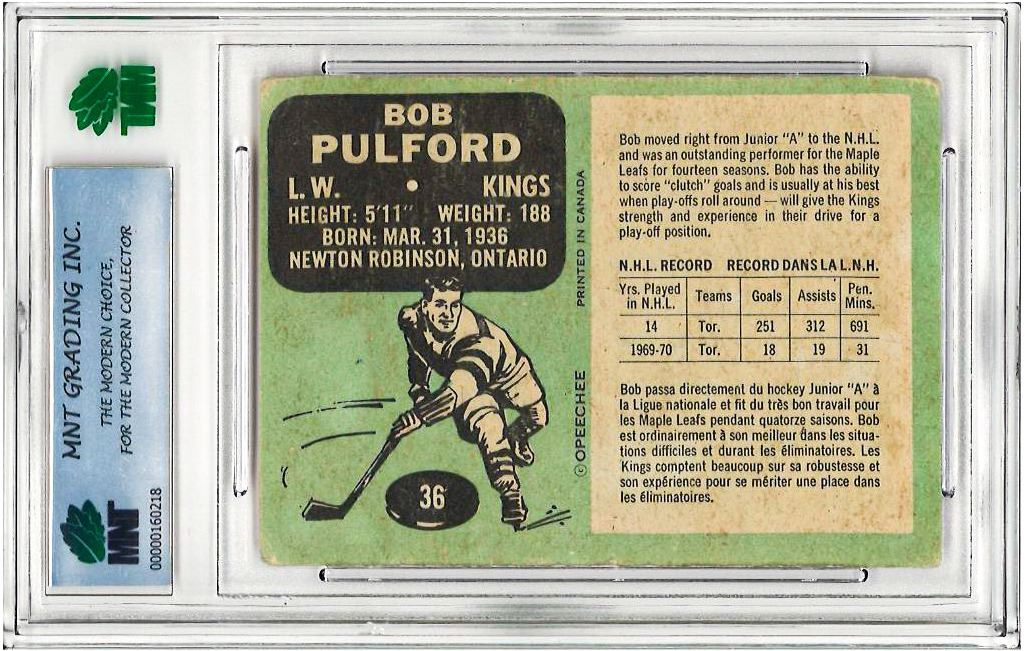 MNT
MNT GRADING INC.
THE MODERN CHOICE,
FOR THE MODERN COLLECTOR
MNT
00000160218
BOB
PULFORD
L.W. • KINGS
HEIGHT: 5'11" WEIGHT: 188
BORN: MAR. 31, 1936
NEWTON ROBINSON, ONTARIO
36
© OPEECHEE PRINTED IN CANADA
Bob moved right from Junior "A" to the N.H.L.
and was an outstanding performer for the Maple
Leafs for fourteen seasons. Bob has the ability
to score "clutch" goals and is usually at his best
when play-offs roll around — will give the Kings
strength and experience in their drive for a
play-off position.
N.H.L. RECORD RECORD DANS LA L.N.H.
Yrs. Played in N.H.L. Teams Goals Assists Pen. Mins.
14 Tor. 251 312 691
1969-70 Tor. 18 19 31
Bob passa directement du hockey Junior "A" à
la Ligue nationale et fit du très bon travail pour
les Maple Leafs pendant quatorze saisons. Bob
est ordinairement à son meilleur dans les situa-
tions difficiles et durant les éliminatoires. Les
Kings comptent beaucoup sur sa robustesse et
son expérience pour se mériter une place dans
les éliminatoires.